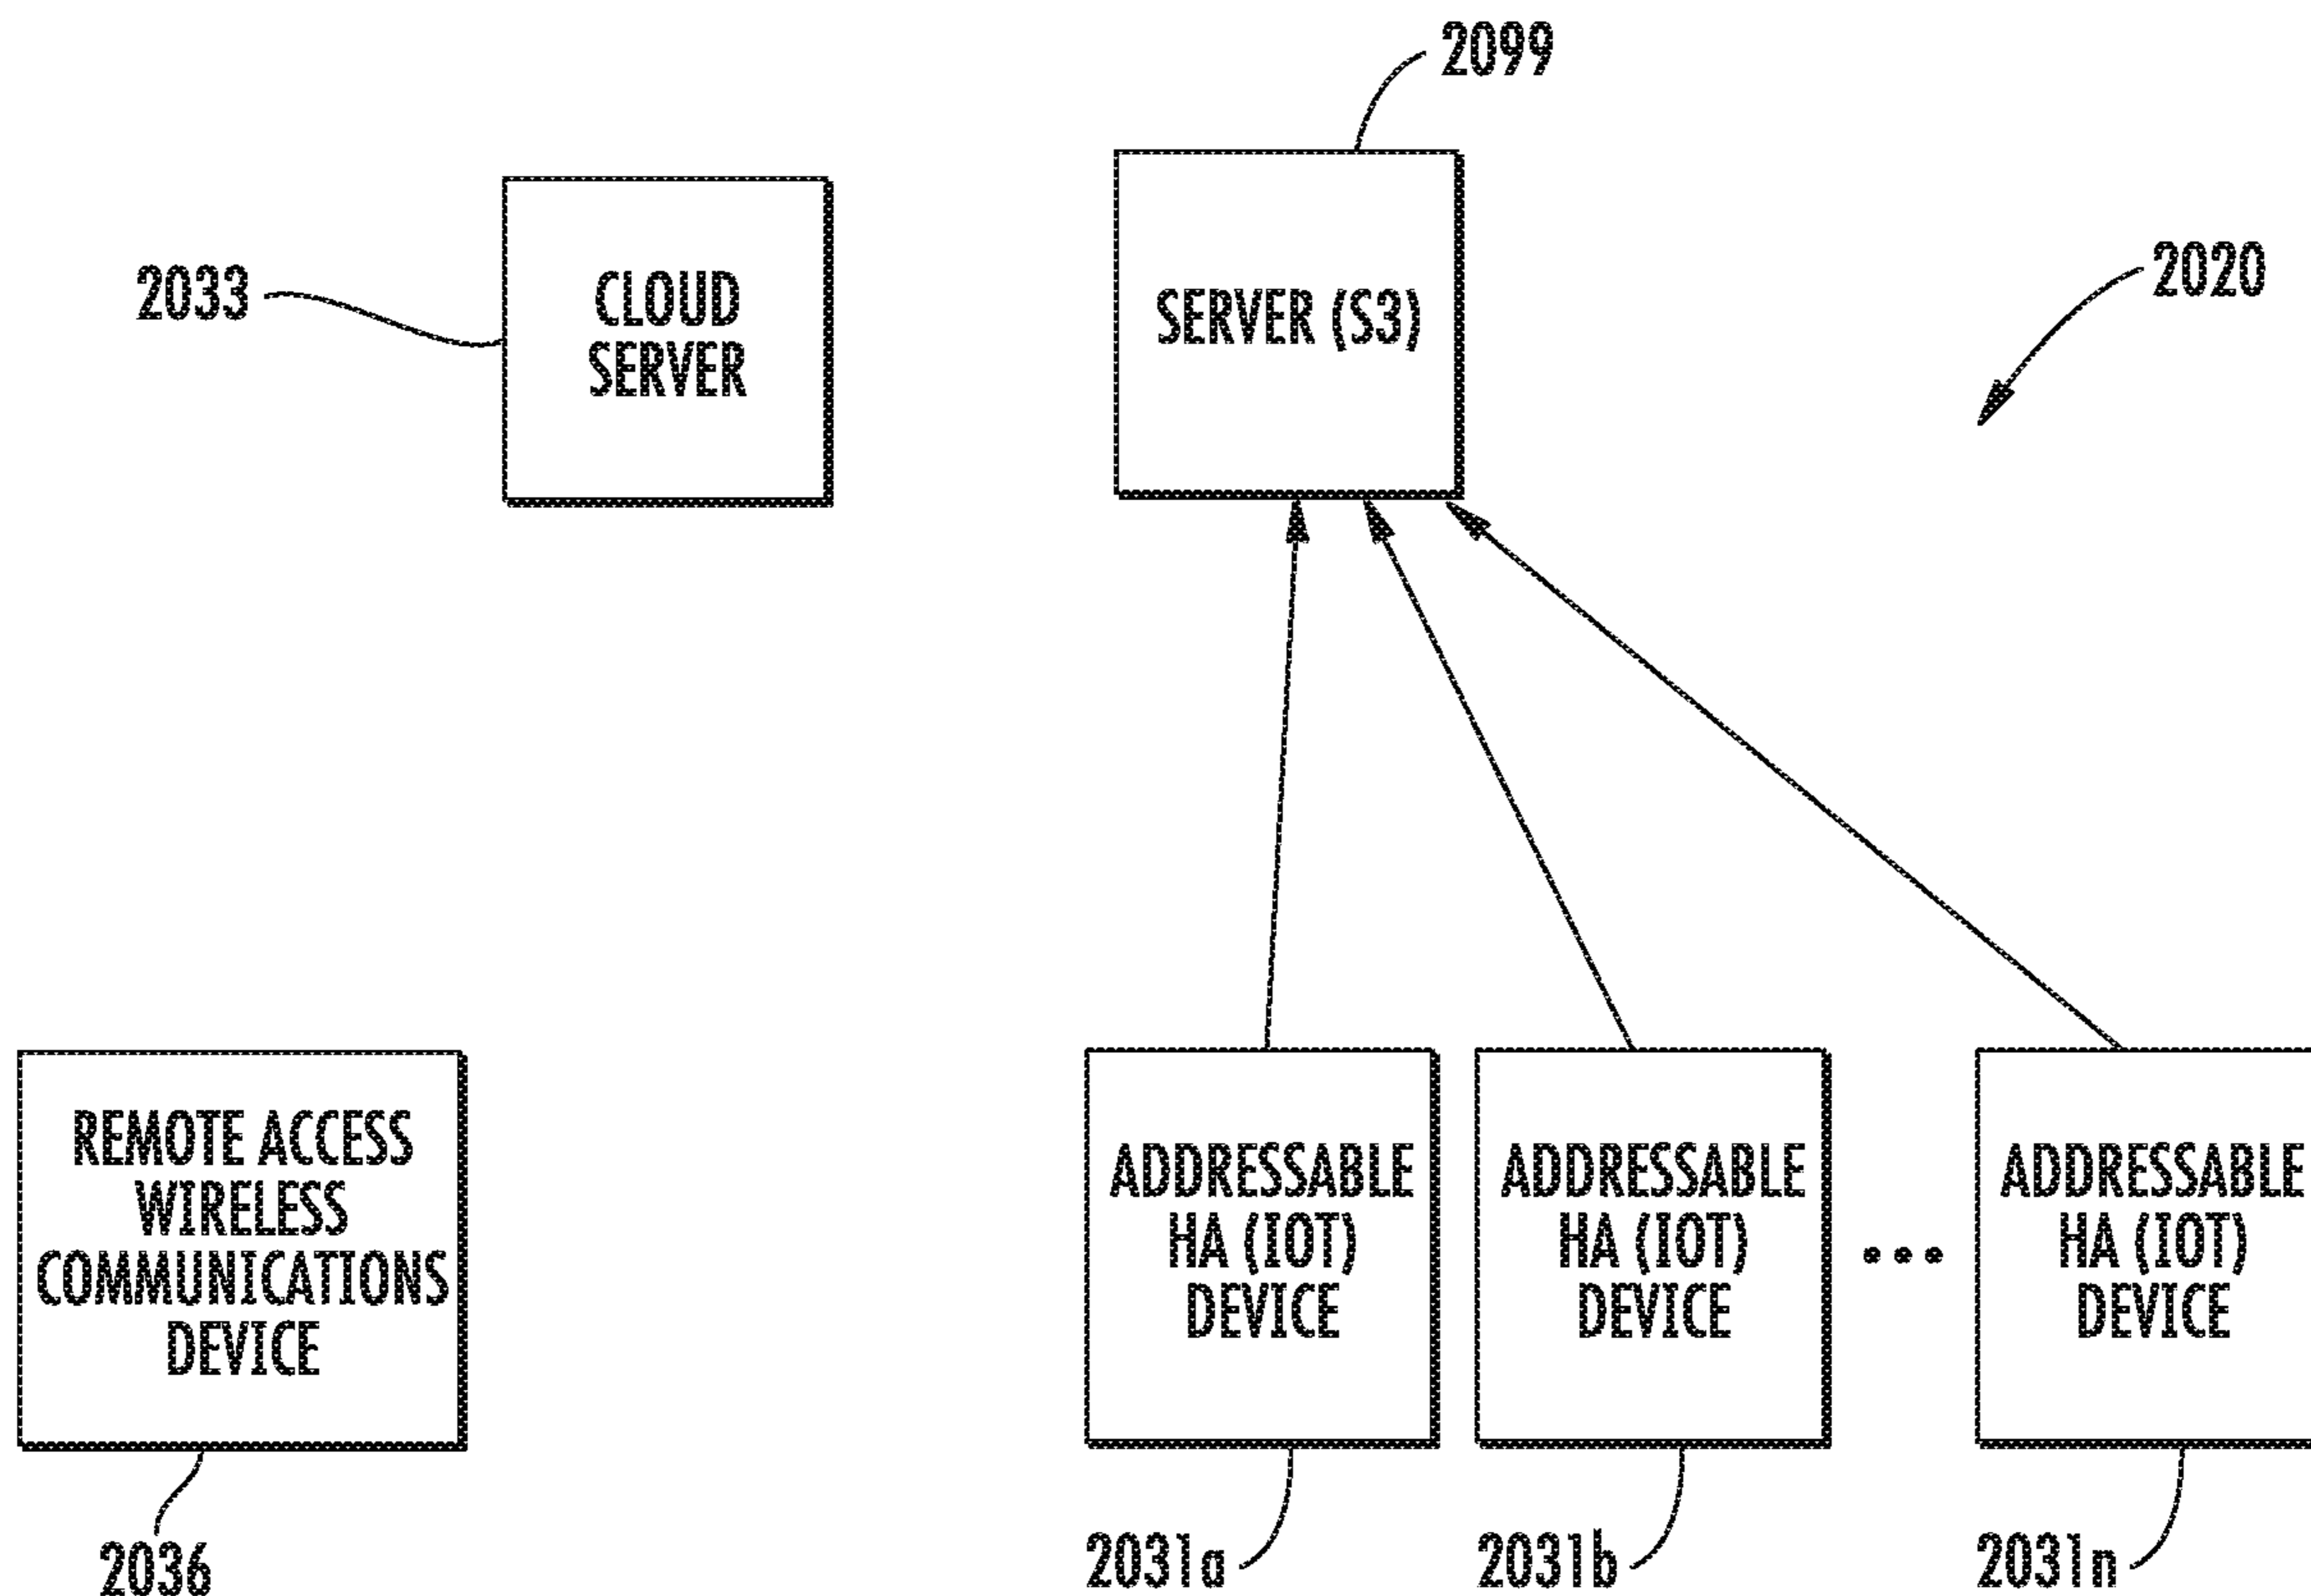 2099
2033
CLOUD
SERVER
SERVER (S3)
2020
REMOTE ACCESS
WIRELESS
COMMUNICATIONS
DEVICE
ADDRESSABLE
HA (IOT)
DEVICE
ADDRESSABLE
HA (IOT)
DEVICE
...
ADDRESSABLE
HA (IOT)
DEVICE
2036
2031a
2031b
2031n